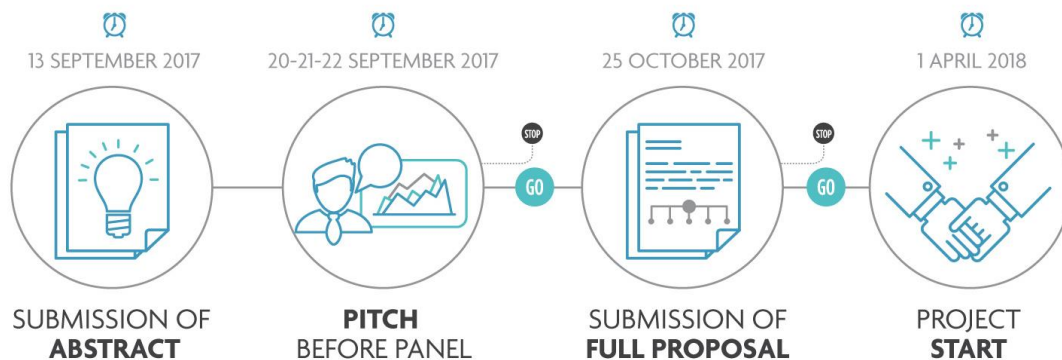 13 SEPTEMBER 2017
20-21-22 SEPTEMBER 2017
25 OCTOBER 2017
1 APRIL 2018
STOP
GO
STOP
GO
SUBMISSION OF
ABSTRACT
PITCH
BEFORE PANEL
SUBMISSION OF
FULL PROPOSAL
PROJECT
START